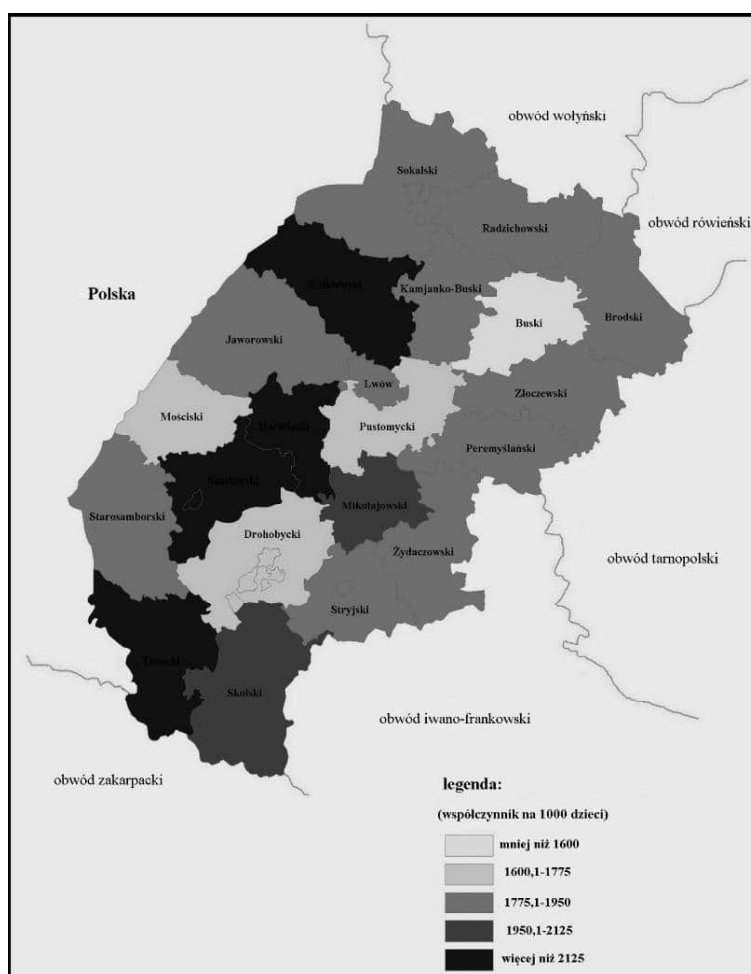 obwód wołyński
Sokalski
obwód rówieński
Radzichowski
Polska
Kamjanko-Buski
Buski
Brodski
Jaworowski
Lwów
Złoczewski
Mościski
Pustomycki
Peremyślański
Starosamborski
Mikołajowski
Drohobycki
Żydaczowski
obwód tarnopolski
Stryjski
Skolski
obwód iwano-frankowski
obwód zakarpacki
legenda:
(współczynnik na 1000 dzieci)
mniej niż 1600
1600,1-1775
1775,1-1950
1950,1-2125
więcej niż 2125